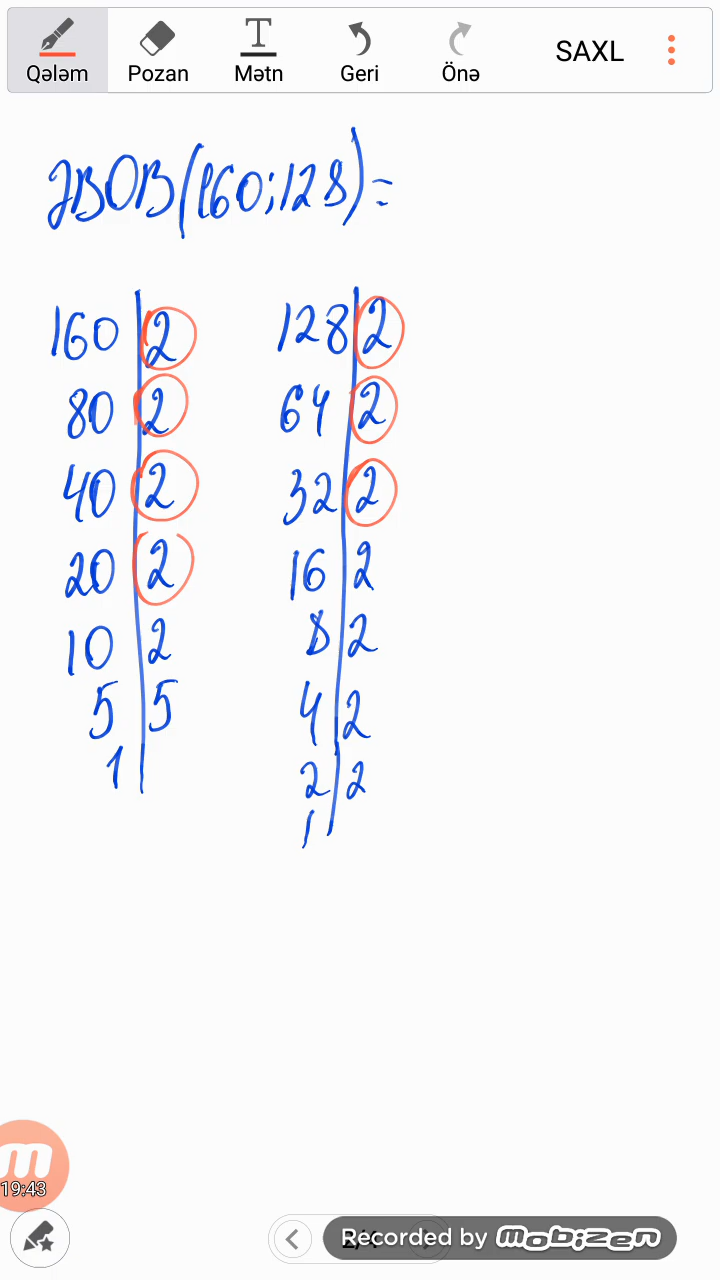 Qələm Pozan Mətn Geri Önə SAXL
ƏBOB(160;128)=
160 2 128 2
80 2 64 2
40 2 32 2
20 2 16 2
10 2 8 2
5 5 4 2
1 2 2
1
m
19:43
Recorded by mobizen